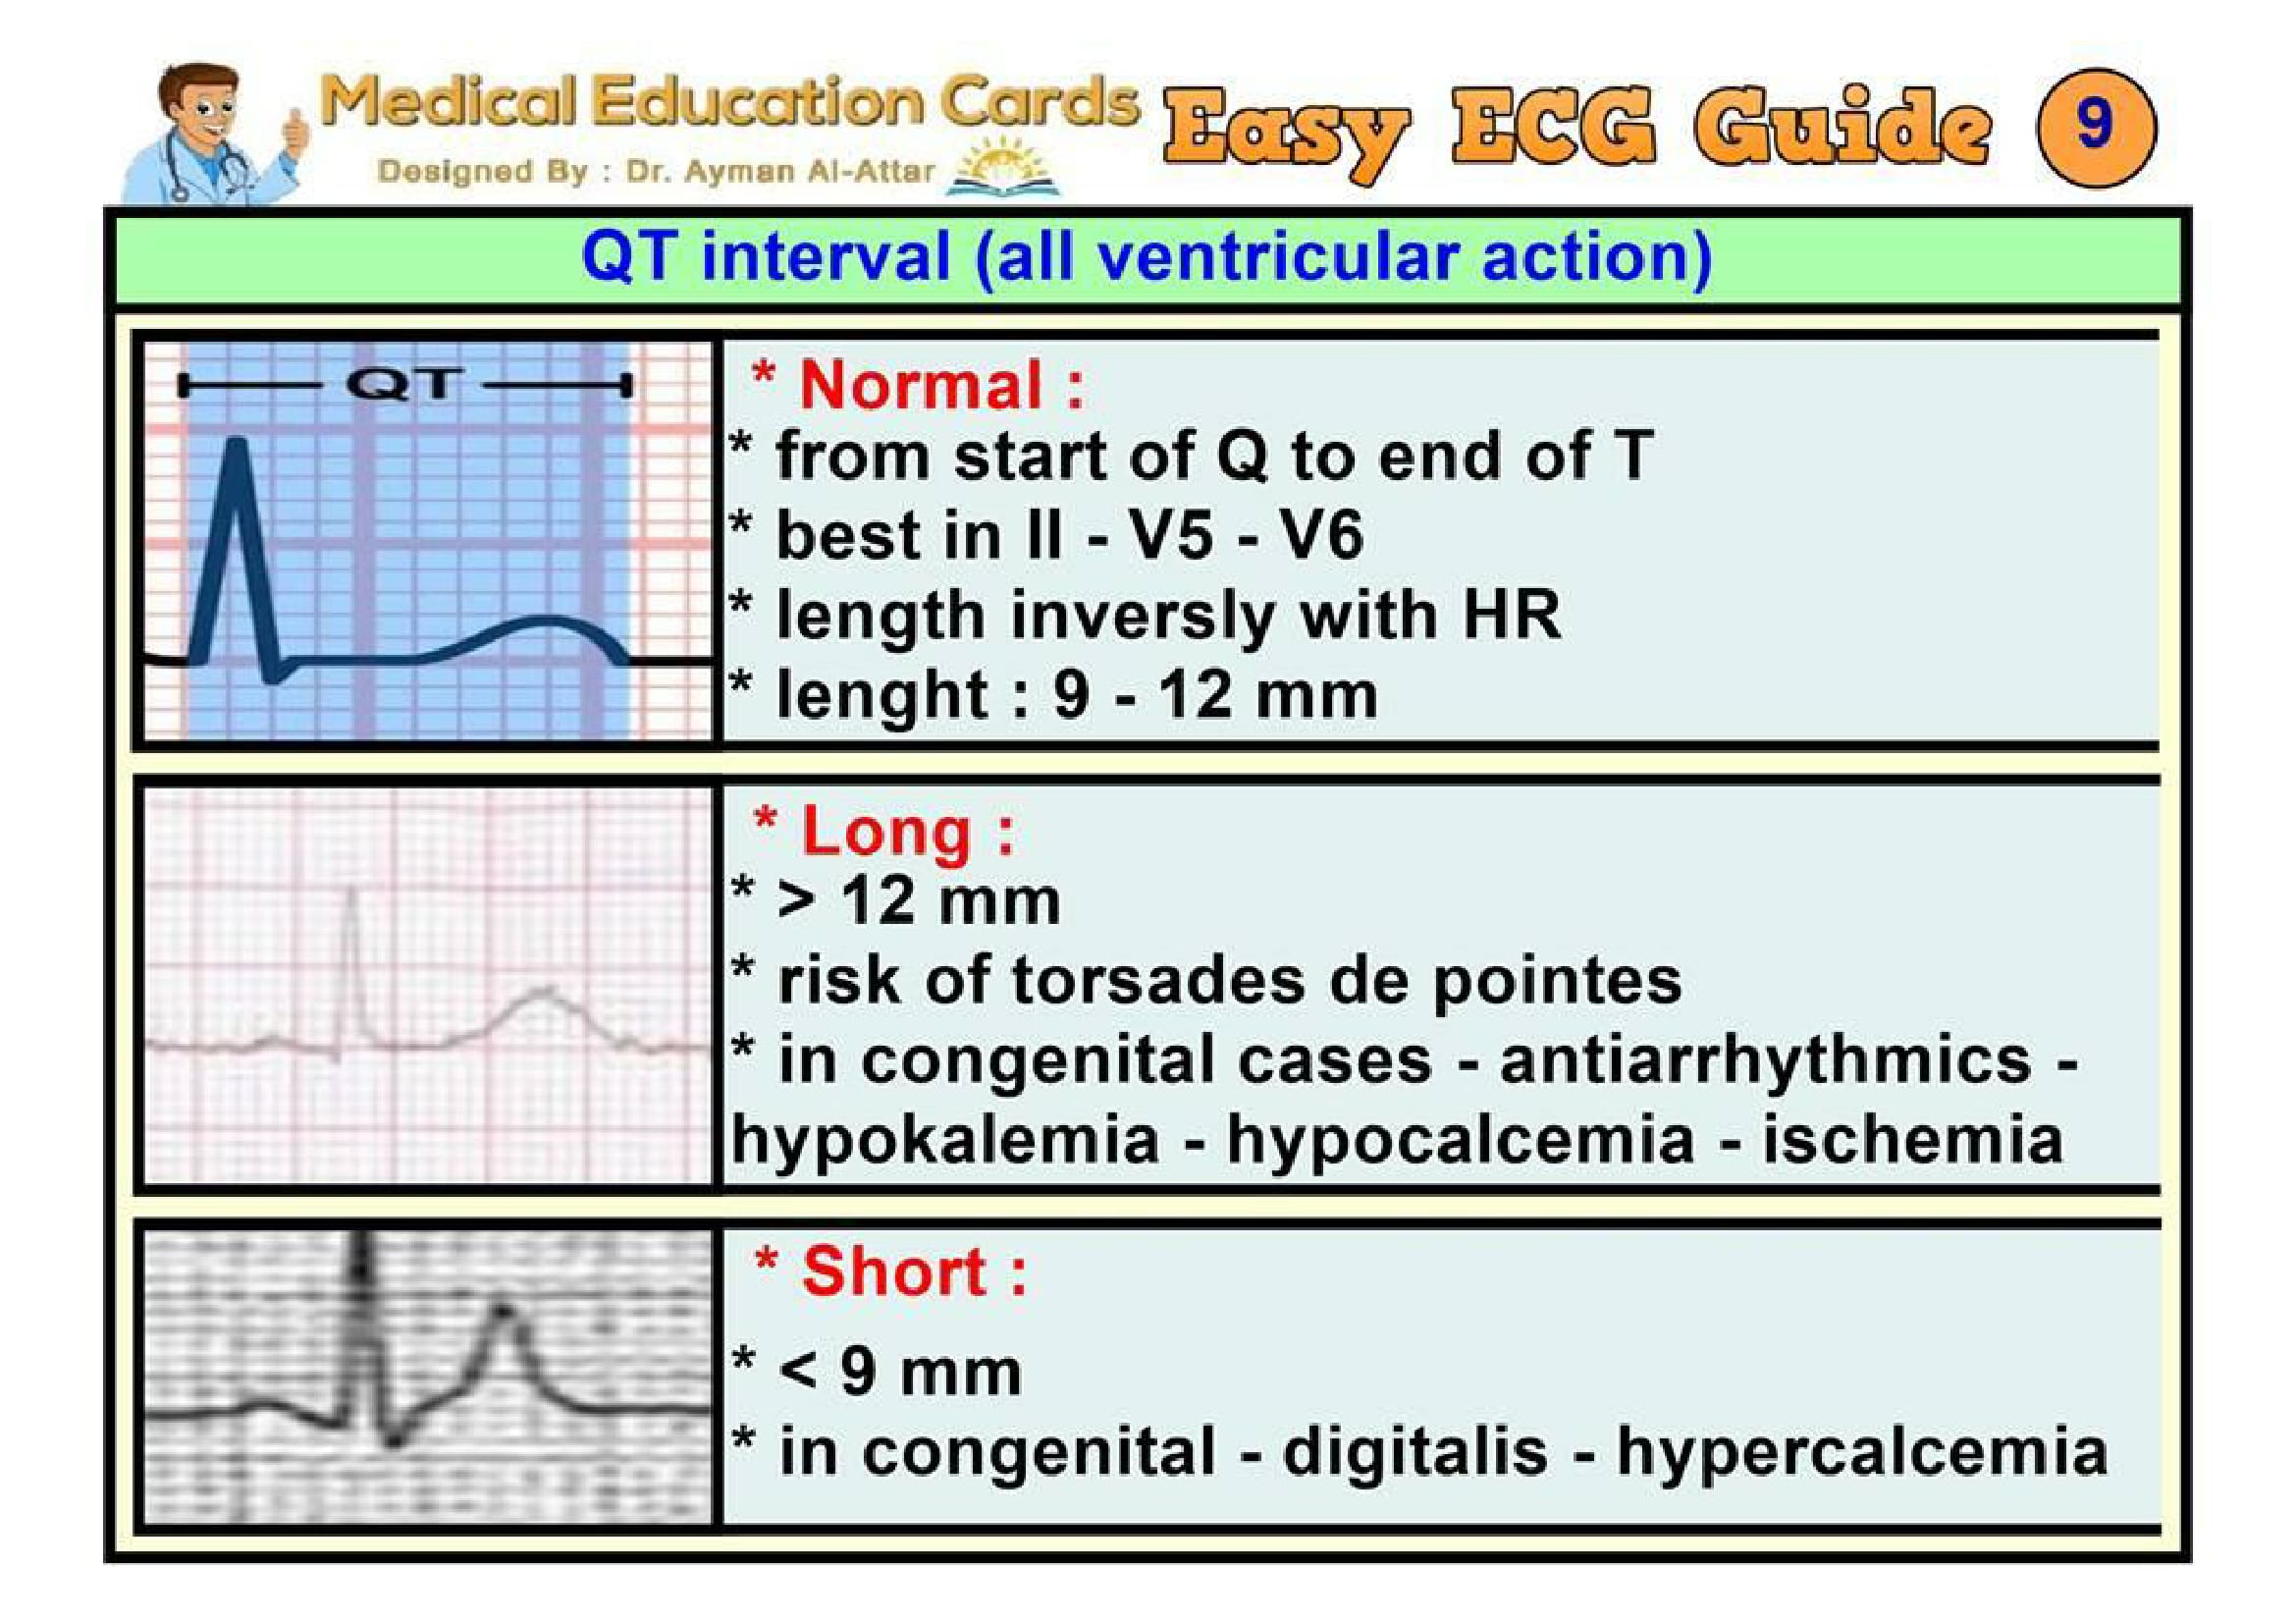 Medical Education Cards
Designed By : Dr. Ayman Al-Attar
Easy ECG Guide 9
QT interval (all ventricular action)
QT
* Normal :
* from start of Q to end of T
* best in II - V5 - V6
* length inversly with HR
* lenght : 9 - 12 mm
* Long :
* > 12 mm
* risk of torsades de pointes
* in congenital cases - antiarrhythmics -
hypokalemia - hypocalcemia - ischemia
* Short :
* < 9 mm
* in congenital - digitalis - hypercalcemia